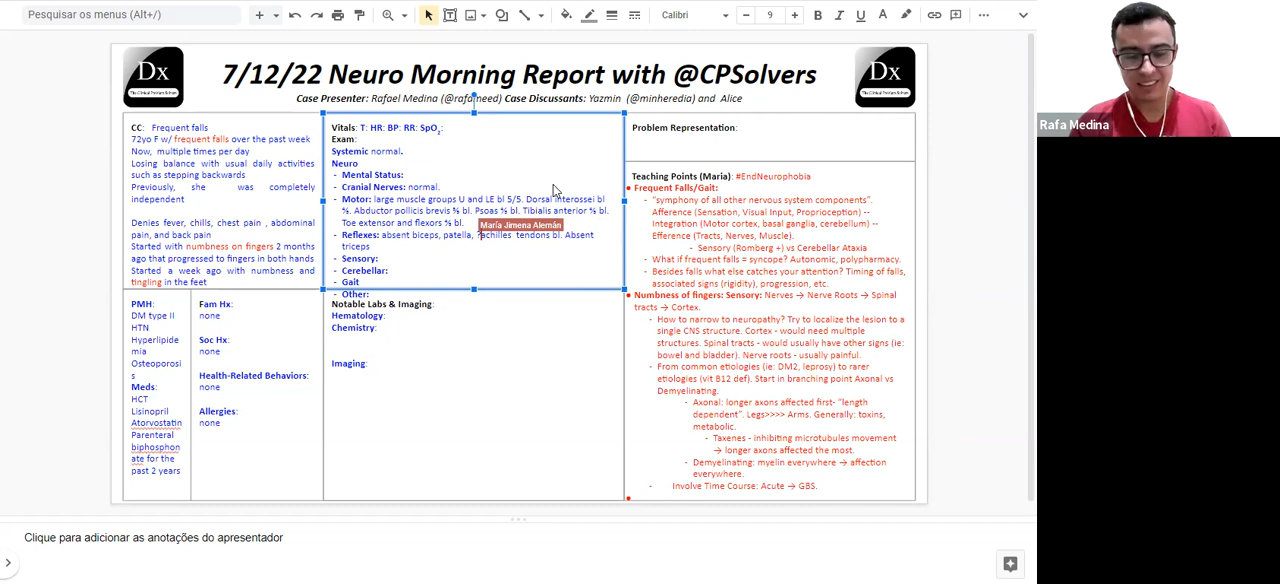 Pesquisar os menus (Alt+/)
Calibri
9
Dx
7/12/22 Neuro Morning Report with @CPSolvers
Case Presenter: Rafael Medina (@rafameed) Case Discussants: Yazmin (@minheredia) and Alice
Dx
CC: Frequent falls
72yo F w/ frequent falls over the past week
Now, multiple times per day
Losing balance with usual daily activities
such as stepping backwards
Previously, she was completely
independent
Denies fever, chills, chest pain , abdominal
pain, and back pain
Started with numbness on fingers 2 months
ago that progressed to fingers in both hands
Started a week ago with numbness and
tingling in the feet
PMH:
DM type II
HTN
Hyperlipide
mia
Osteoporosi
s
Meds:
HCT
Lisinopril
Atorvastatin
Parenteral
biphosphon
ate for the
past 2 years
Fam Hx:
none
Soc Hx:
none
Health-Related Behaviors:
none
Allergies:
none
Vitals: T: HR: BP: RR: SpO2:
Exam:
Systemic normal.
Neuro
- Mental Status:
- Cranial Nerves: normal.
- Motor: large muscle groups U and LE bl 5/5. Dorsal interossei bl
Abductor pollicis brevis bl. Psoas bl. Tibialis anterior bl.
Toe extensor and flexors bl.
María Jimena Alemán
- Reflexes: absent biceps, patella, ?achilles tendons bl. Absent
triceps
- Sensory:
- Cerebellar:
- Gait
- Other:
Notable Labs & Imaging:
Hematology:
Chemistry:
Imaging:
Problem Representation:
Teaching Points (Maria): #EndNeurophobia
• Frequent Falls/Gait:
- "symphony of all other nervous system components".
Afference (Sensation, Visual Input, Proprioception) --
Integration (Motor cortex, basal ganglia, cerebellum) --
Efference (Tracts, Nerves, Muscle).
- Sensory (Romberg +) vs Cerebellar Ataxia
- What if frequent falls = syncope? Autonomic, polypharmacy.
- Besides falls what else catches your attention? Timing of falls,
associated signs (rigidity), progression, etc.
• Numbness of fingers: Sensory: Nerves → Nerve Roots → Spinal
tracts → Cortex.
- How to narrow to neuropathy? Try to localize the lesion to a
single CNS structure. Cortex - would need multiple
structures. Spinal tracts - would usually have other signs (ie:
bowel and bladder). Nerve roots - usually painful.
- From common etiologies (ie: DM2, leprosy) to rarer
etiologies (vit B12 def). Start in branching point Axonal vs
Demyelinating.
- Axonal: longer axons affected first- "length
dependent". Legs>>>> Arms. Generally: toxins,
metabolic.
- Taxenes - inhibiting microtubules movement
→ longer axons affected the most.
- Demyelinating: myelin everywhere → affection
everywhere.
- Involve Time Course: Acute → GBS.
Clique para adicionar as anotações do apresentador
Rafa Medina